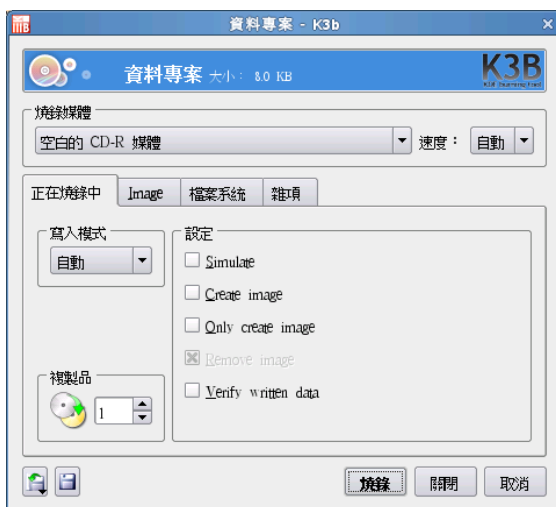 資料專案 - K3b
資料專案 大小： 8.0 KB
K3B
燒錄媒體
空白的 CD-R 媒體
速度：
自動
正在燒錄中
Image
檔案系統
雜項
寫入模式
自動
設定
Simulate
Create image
Only create image
Remove image
Verify written data
複製品
1
燒錄
關閉
取消